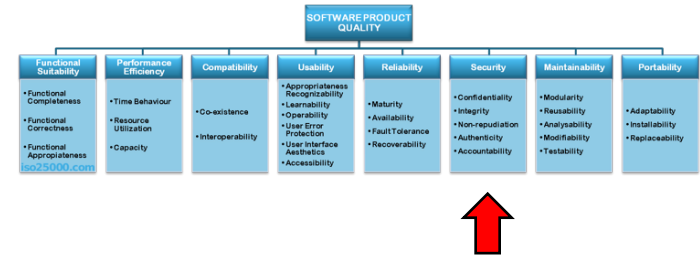 SOFTWARE PRODUCT
QUALITY
Functional
Suitability
• Functional
Completeness
• Functional
Correctness
• Functional
Appropiateness
iso25000.com
Performance
Efficiency
• Time Behaviour
• Resource
Utilization
• Capacity
Compatibility
• Co-existence
• Interoperability
Usability
• Appropriateness
Recognizability
• Learnability
• Operability
• User Error
Protection
• User Interface
Aesthetics
• Accessibility
Reliability
• Maturity
• Availability
• Fault Tolerance
• Recoverability
Security
• Confidentiality
• Integrity
• Non-repudiation
• Authenticity
• Accountability
Maintainability
• Modularity
• Reusability
• Analysability
• Modifiability
• Testability
Portability
• Adaptability
• Installability
• Replaceability